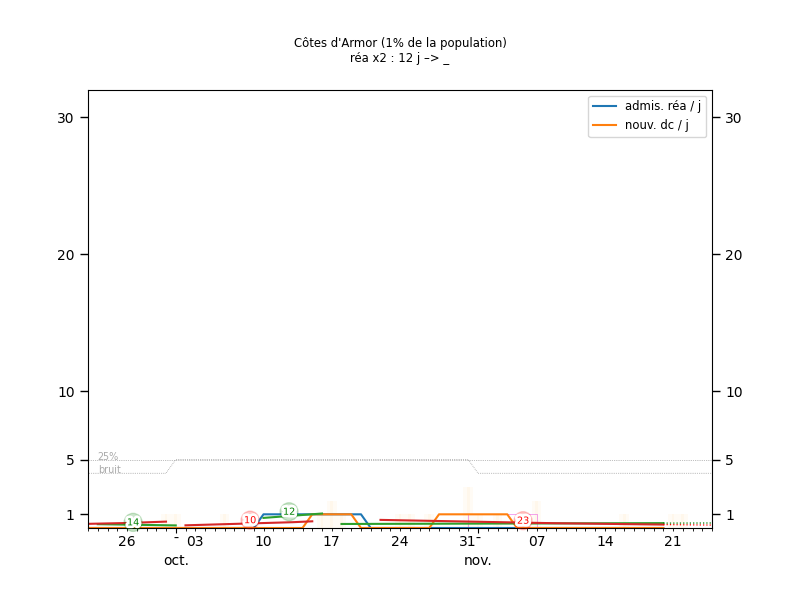 Côtes d'Armor (1% de la population)
réa x2 : 12 j –> _
admis. réa / j
nouv. dc / j
30 30
20 20
10 10
25%
5 5
bruit
1 1
14 10 12 23
26 - 03 10 17 24 31 - 07 14 21
oct. nov.